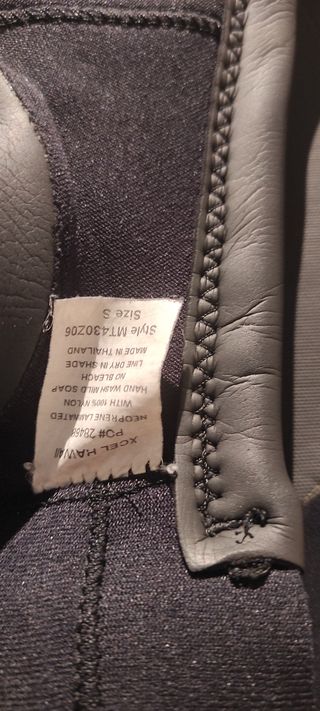 XCEL HAWAII
PO# 28468
NEOPRENE LAMINATED
WITH 100% NYLON
HAND WASH MILD SOAP
NO BLEACH
LINE DRY IN SHADE
MADE IN THAILAND
Style MT430Z06
Size S